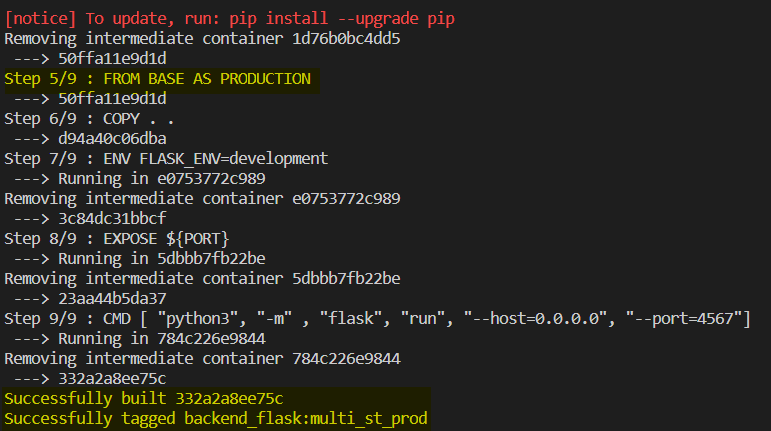 [notice] To update, run: pip install --upgrade pip
Removing intermediate container 1d76b0bc4dd5
 ---> 50ffa11e9d1d
Step 5/9 : FROM BASE AS PRODUCTION
 ---> 50ffa11e9d1d
Step 6/9 : COPY . .
 ---> d94a40c06dba
Step 7/9 : ENV FLASK_ENV=development
 ---> Running in e0753772c989
Removing intermediate container e0753772c989
 ---> 3c84dc31bbcf
Step 8/9 : EXPOSE ${PORT}
 ---> Running in 5dbbb7fb22be
Removing intermediate container 5dbbb7fb22be
 ---> 23aa44b5da37
Step 9/9 : CMD [ "python3", "-m" , "flask", "run", "--host=0.0.0.0", "--port=4567"]
 ---> Running in 784c226e9844
Removing intermediate container 784c226e9844
 ---> 332a2a8ee75c
Successfully built 332a2a8ee75c
Successfully tagged backend_flask:multi_st_prod